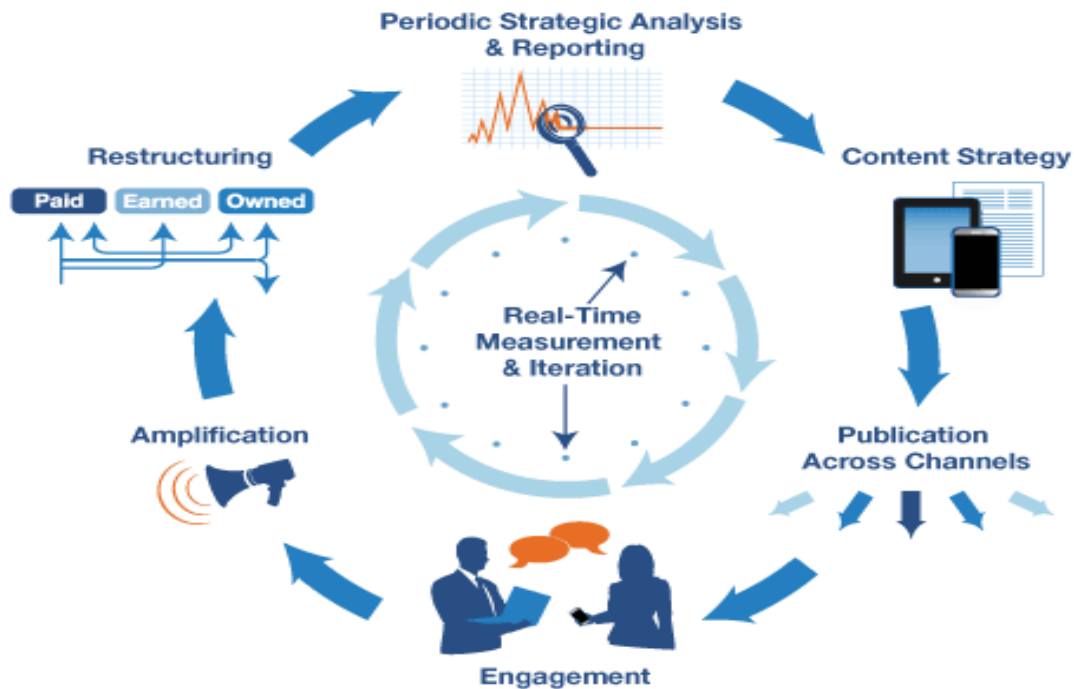 Periodic Strategic Analysis
& Reporting
Content Strategy
Publication
Across Channels
Engagement
Amplification
Restructuring
Paid
Earned
Owned
Real-Time
Measurement
& Iteration